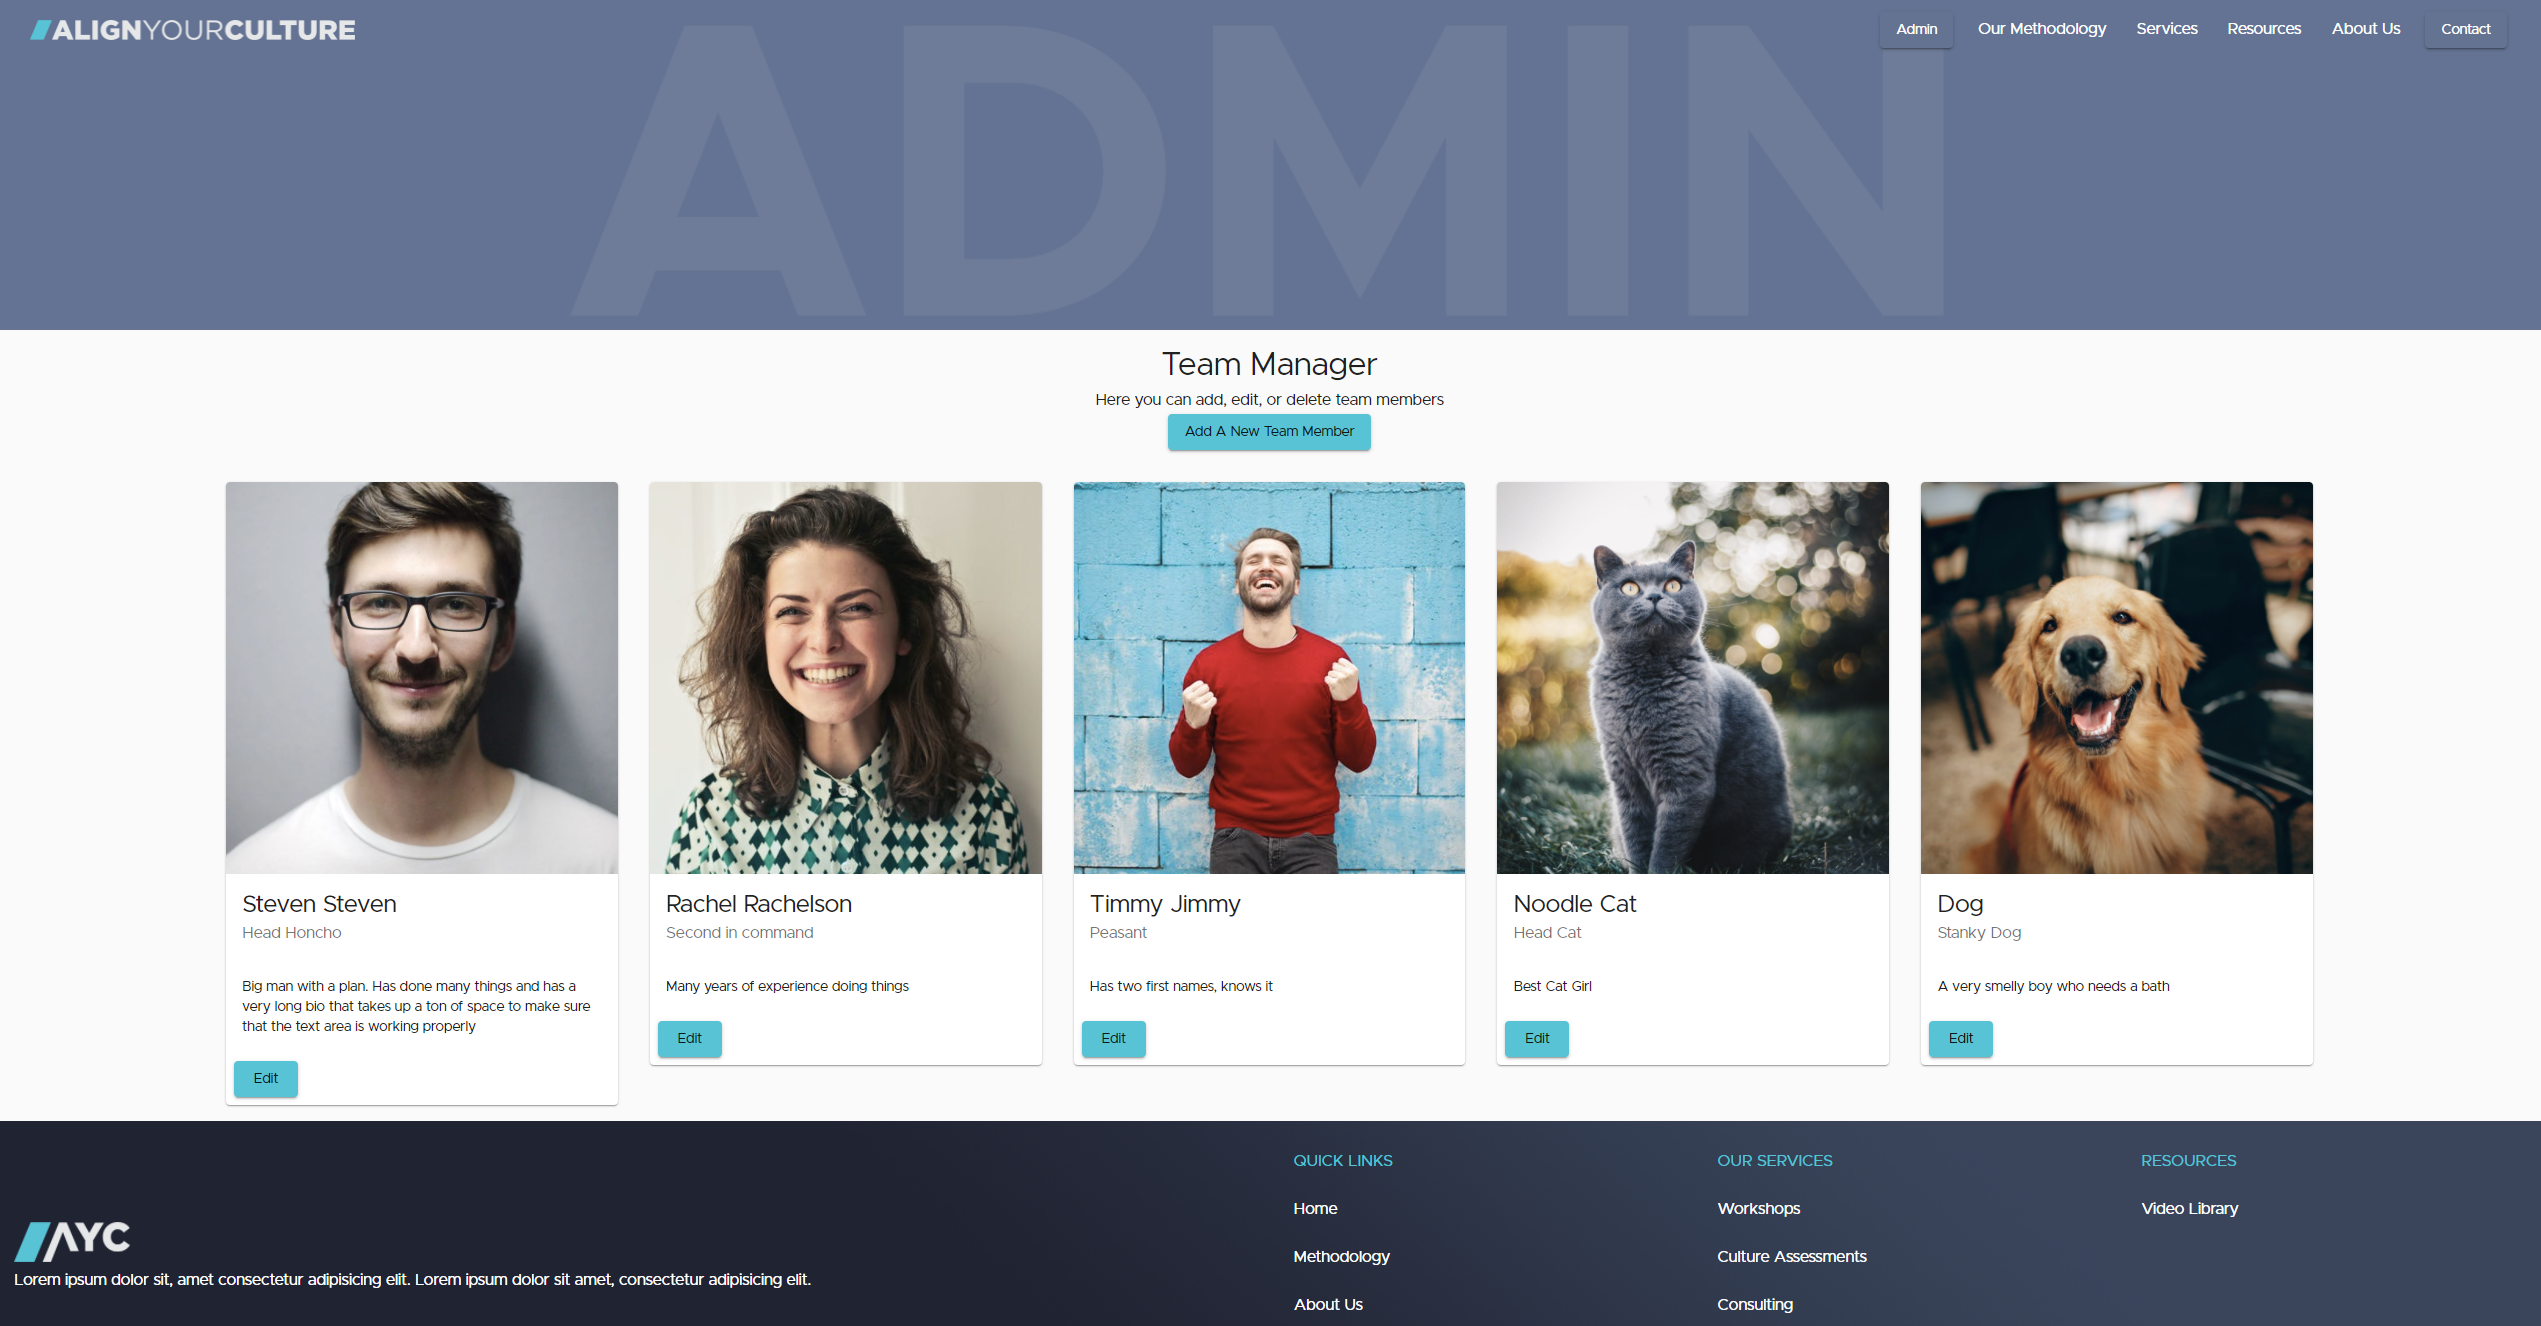 ALIGNYOURCULTURE
Admin
Our Methodology
Services
Resources
About Us
Contact
ADMIN
Team Manager
Here you can add, edit, or delete team members
Add A New Team Member
Steven Steven
Head Honcho
Big man with a plan. Has done many things and has a
very long bio that takes up a ton of space to make sure
that the text area is working properly
Edit
Rachel Rachelson
Second in command
Many years of experience doing things
Edit
Timmy Jimmy
Peasant
Has two first names, knows it
Edit
Noodle Cat
Head Cat
Best Cat Girl
Edit
Dog
Stanky Dog
A very smelly boy who needs a bath
Edit
AYC
Lorem ipsum dolor sit, amet consectetur adipisicing elit. Lorem ipsum dolor sit amet, consectetur adipisicing elit.
QUICK LINKS
Home
Methodology
About Us
OUR SERVICES
Workshops
Culture Assessments
Consulting
RESOURCES
Video Library